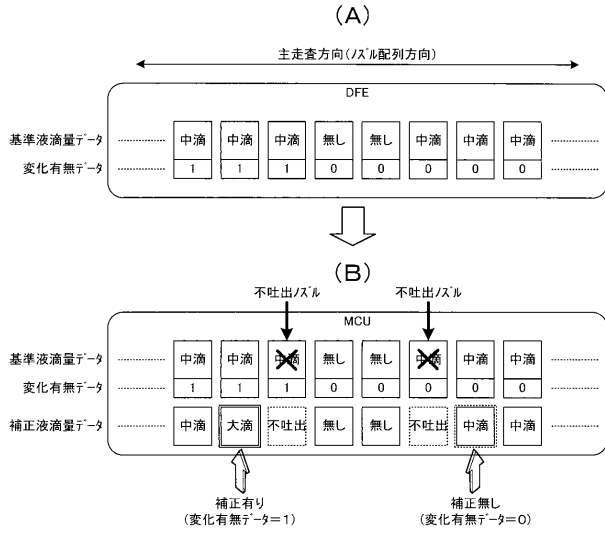 (A)
主走査方向(ノズル配列方向)
DFE
基準液滴量データ 中滴 中滴 中滴 無し 無し 中滴 中滴 中滴
変化有無データ 1 1 1 0 0 0 0 0
(B)
不吐出ノズル 不吐出ノズル
MCU
基準液滴量データ 中滴 中滴 中滴 無し 無し 中滴 中滴 中滴
変化有無データ 1 1 1 0 0 0 0 0
補正液滴量データ 中滴 大滴 不吐出 無し 無し 不吐出 中滴 中滴
補正有り 補正無し
(変化有無データ=1) (変化有無データ=0)